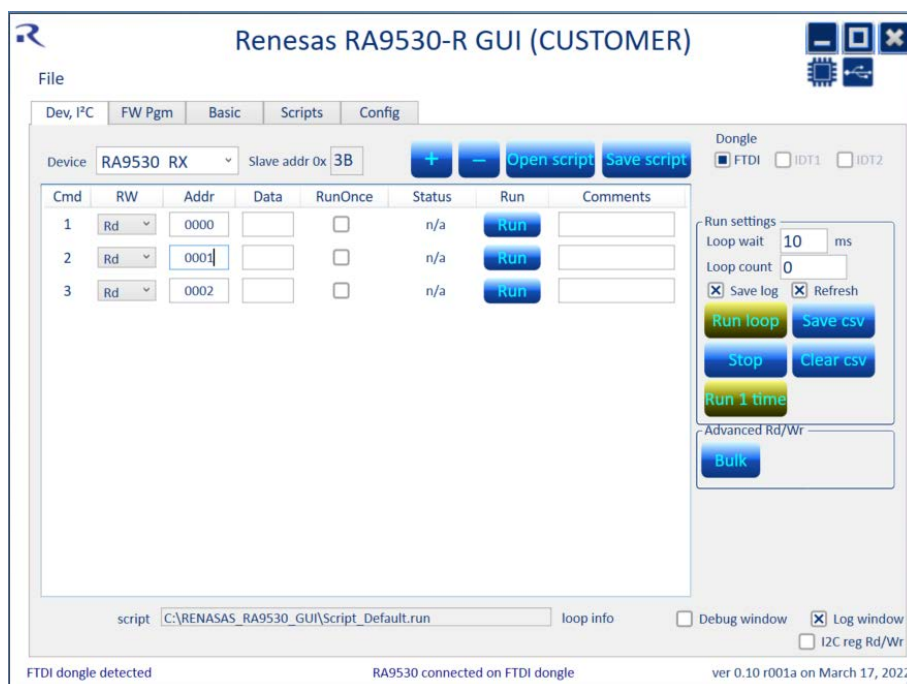 Renesas RA9530-R GUI (CUSTOMER)
File
Dev, I²C FW Pgm Basic Scripts Config
Device RA9530 RX Slave addr 0x 3B + − Open script Save script
Dongle
FTDI IDT1 IDT2
Cmd RW Addr Data RunOnce Status Run Comments
1 Rd 0000 n/a Run
2 Rd 0001 n/a Run
3 Rd 0002 n/a Run
Run settings
Loop wait 10 ms
Loop count 0
Save log Refresh
Run loop Save csv
Stop Clear csv
Run 1 time
Advanced Rd/Wr
Bulk
script C:\RENASAS_RA9530_GUI\Script_Default.run loop info Debug window Log window
I2C reg Rd/Wr
FTDI dongle detected RA9530 connected on FTDI dongle ver 0.10 r001a on March 17, 2022